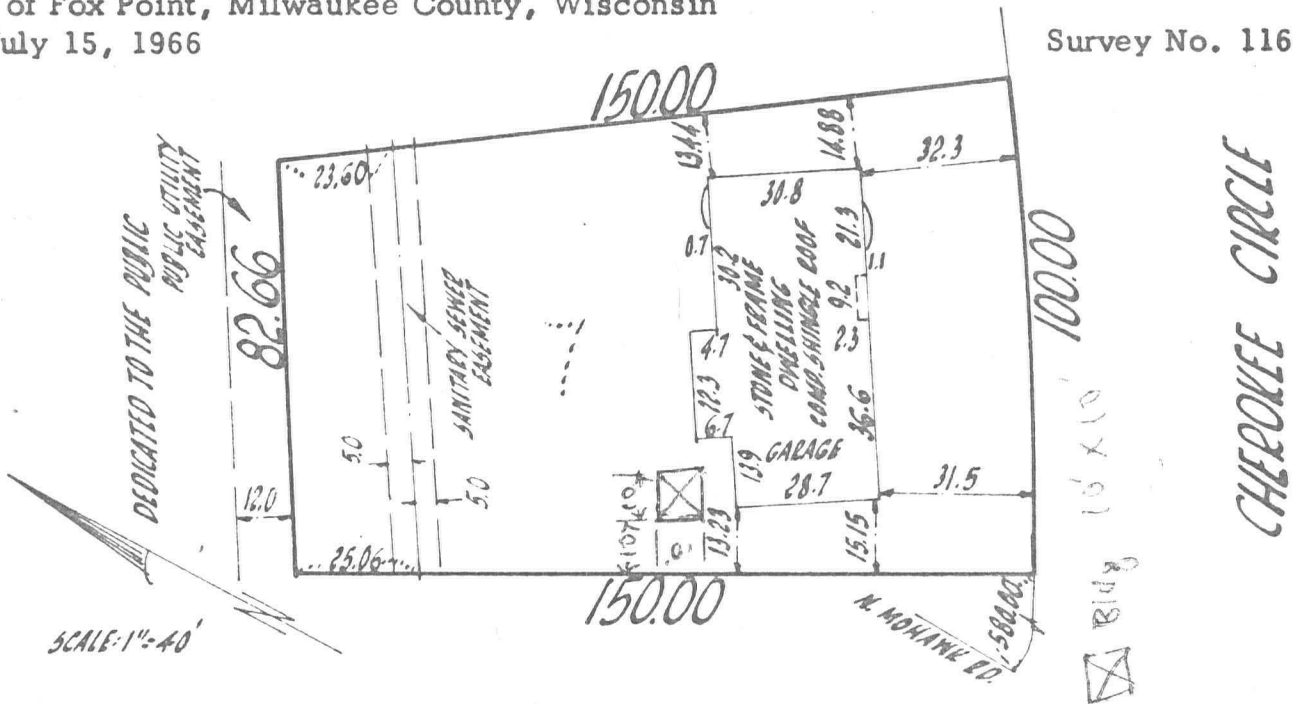 of Fox Point, Milwaukee County, Wisconsin
uly 15, 1966
Survey No. 116
150.00
DEDICATED TO THE PUBLIC
PUBLIC UTILITY
EASEMENT
82.66
23.60
13.44
14.88
32.3
30.8
0.7
30.2
21.3
1.1
9.2
2.3
4.7
12.3
6.7
STONE & FRAME
DWELLING
COMP. SHINGLE ROOF
36.6
13.9
GARAGE
28.7
31.5
100.00
CHEROKEE CIRCLE
SANITARY SEWER
EASEMENT
5.0
5.0
12.0
25.06
10
13.23
15.15
150.00
N. MOHAWK RD.
580.00
Bldg 10' X 10'
SCALE: 1"=40'
N